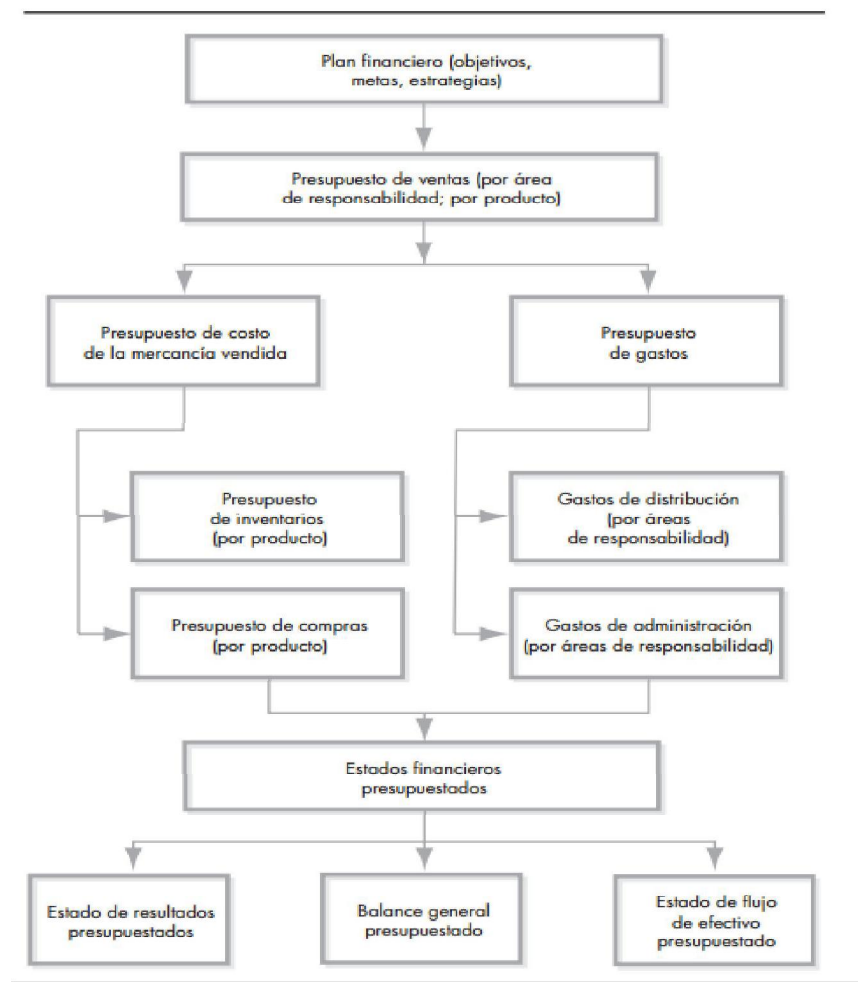 Plan financiero (objetivos,
metas, estrategias)
Presupuesto de ventas (por área
de responsabilidad; por producto)
Presupuesto de costo
de la mercancía vendida
Presupuesto
de gastos
Presupuesto
de inventarios
(por producto)
Gastos de distribución
(por áreas
de responsabilidad)
Presupuesto de compras
(por producto)
Gastos de administración
(por áreas de responsabilidad)
Estados financieros
presupuestados
Estado de resultados
presupuestados
Balance general
presupuestado
Estado de flujo
de efectivo
presupuestado